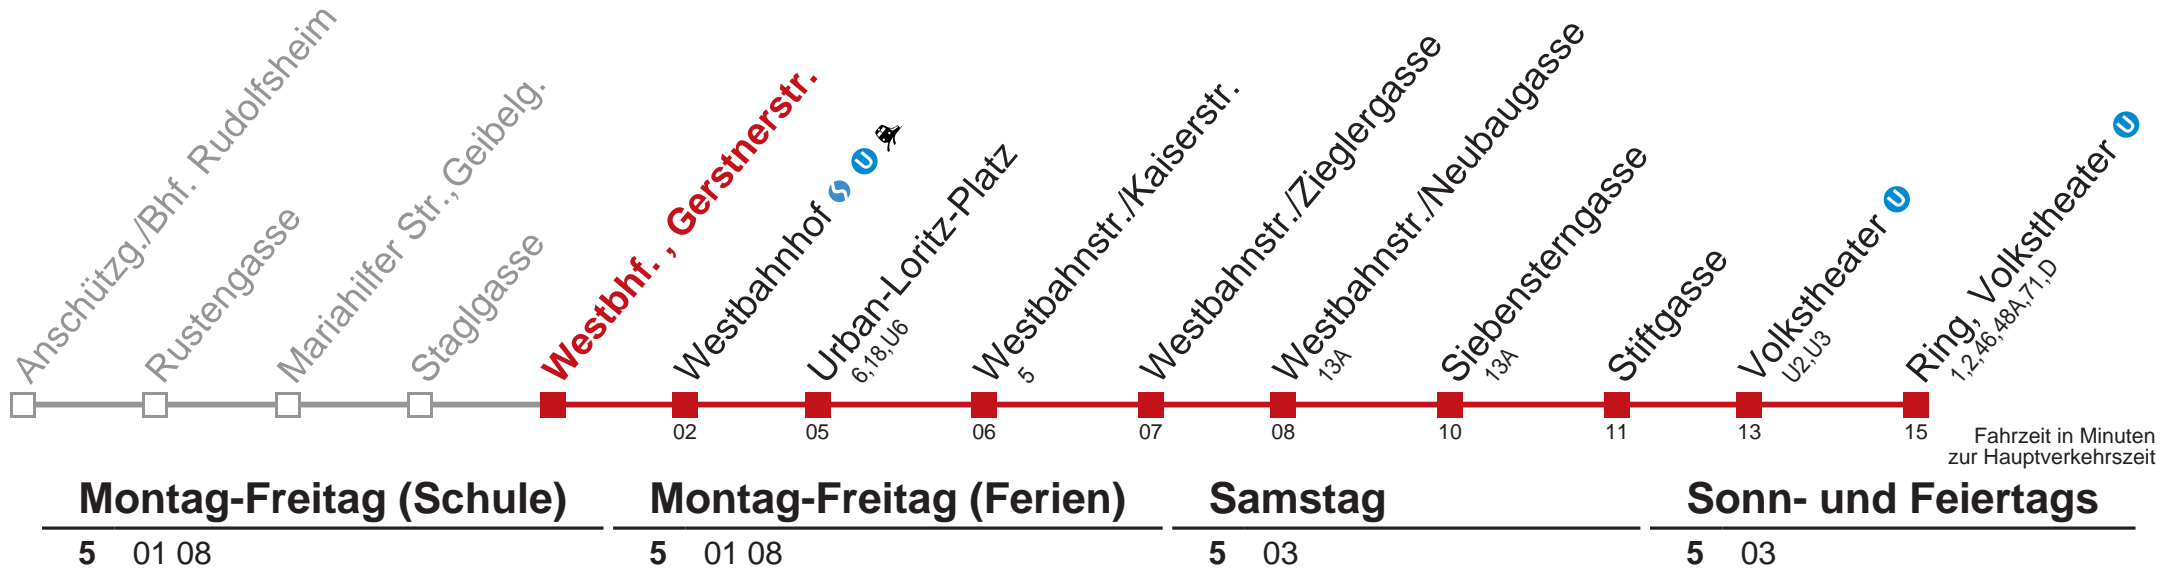 Anschützg./Bhf. Rudolfsheim
Rustengasse
Mariahilfer Str., Geibelg.
Staglgasse
Westbhf. , Gerstnerstr.
Westbahnhof S U
Urban-Loritz-Platz
6,18,U6
Westbahnstr./Kaiserstr.
5
Westbahnstr./Zieglergasse
Westbahnstr./Neubaugasse
13A
Siebensterngasse
13A
Stiftgasse
Volkstheater U
U2,U3
Ring, Volkstheater U
1,2,46,48A,71,D
02 05 06 07 08 10 11 13 15
Fahrzeit in Minuten
zur Hauptverkehrszeit
Montag-Freitag (Schule) Montag-Freitag (Ferien) Samstag Sonn- und Feiertags
5 01 08 5 01 08 5 03 5 03